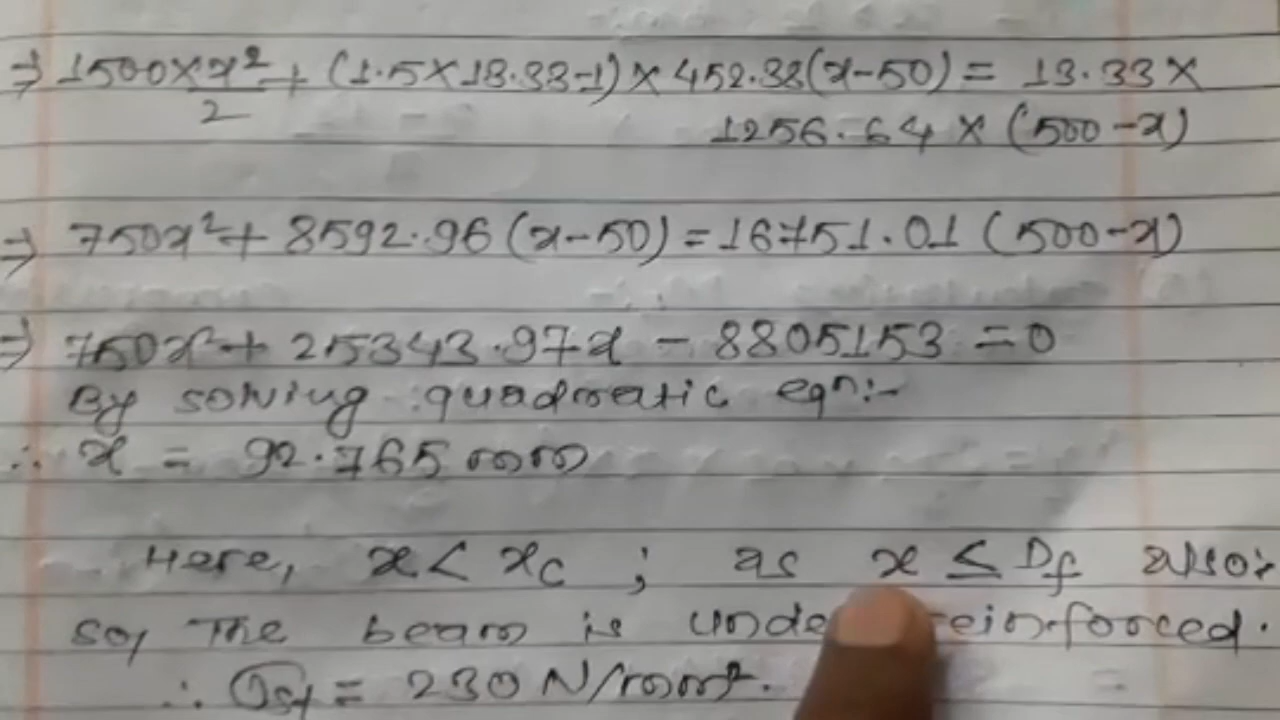 ⇒ 1500×x²/2 + (1.5×13.33-1)×452.38(x-50) = 13.33×
1256.64×(500-x)
⇒ 750x²+8592.96(x-50)=16751.01(500-x)
⇒ 750x²+25343.97x - 8805153 = 0
By solving quadratic eqn:-
∴ x = 92.765 mm
Here, x < xc ; as x ≤ Df also;
so, The beam is unde reinforced.
∴ σst = 230 N/mm².